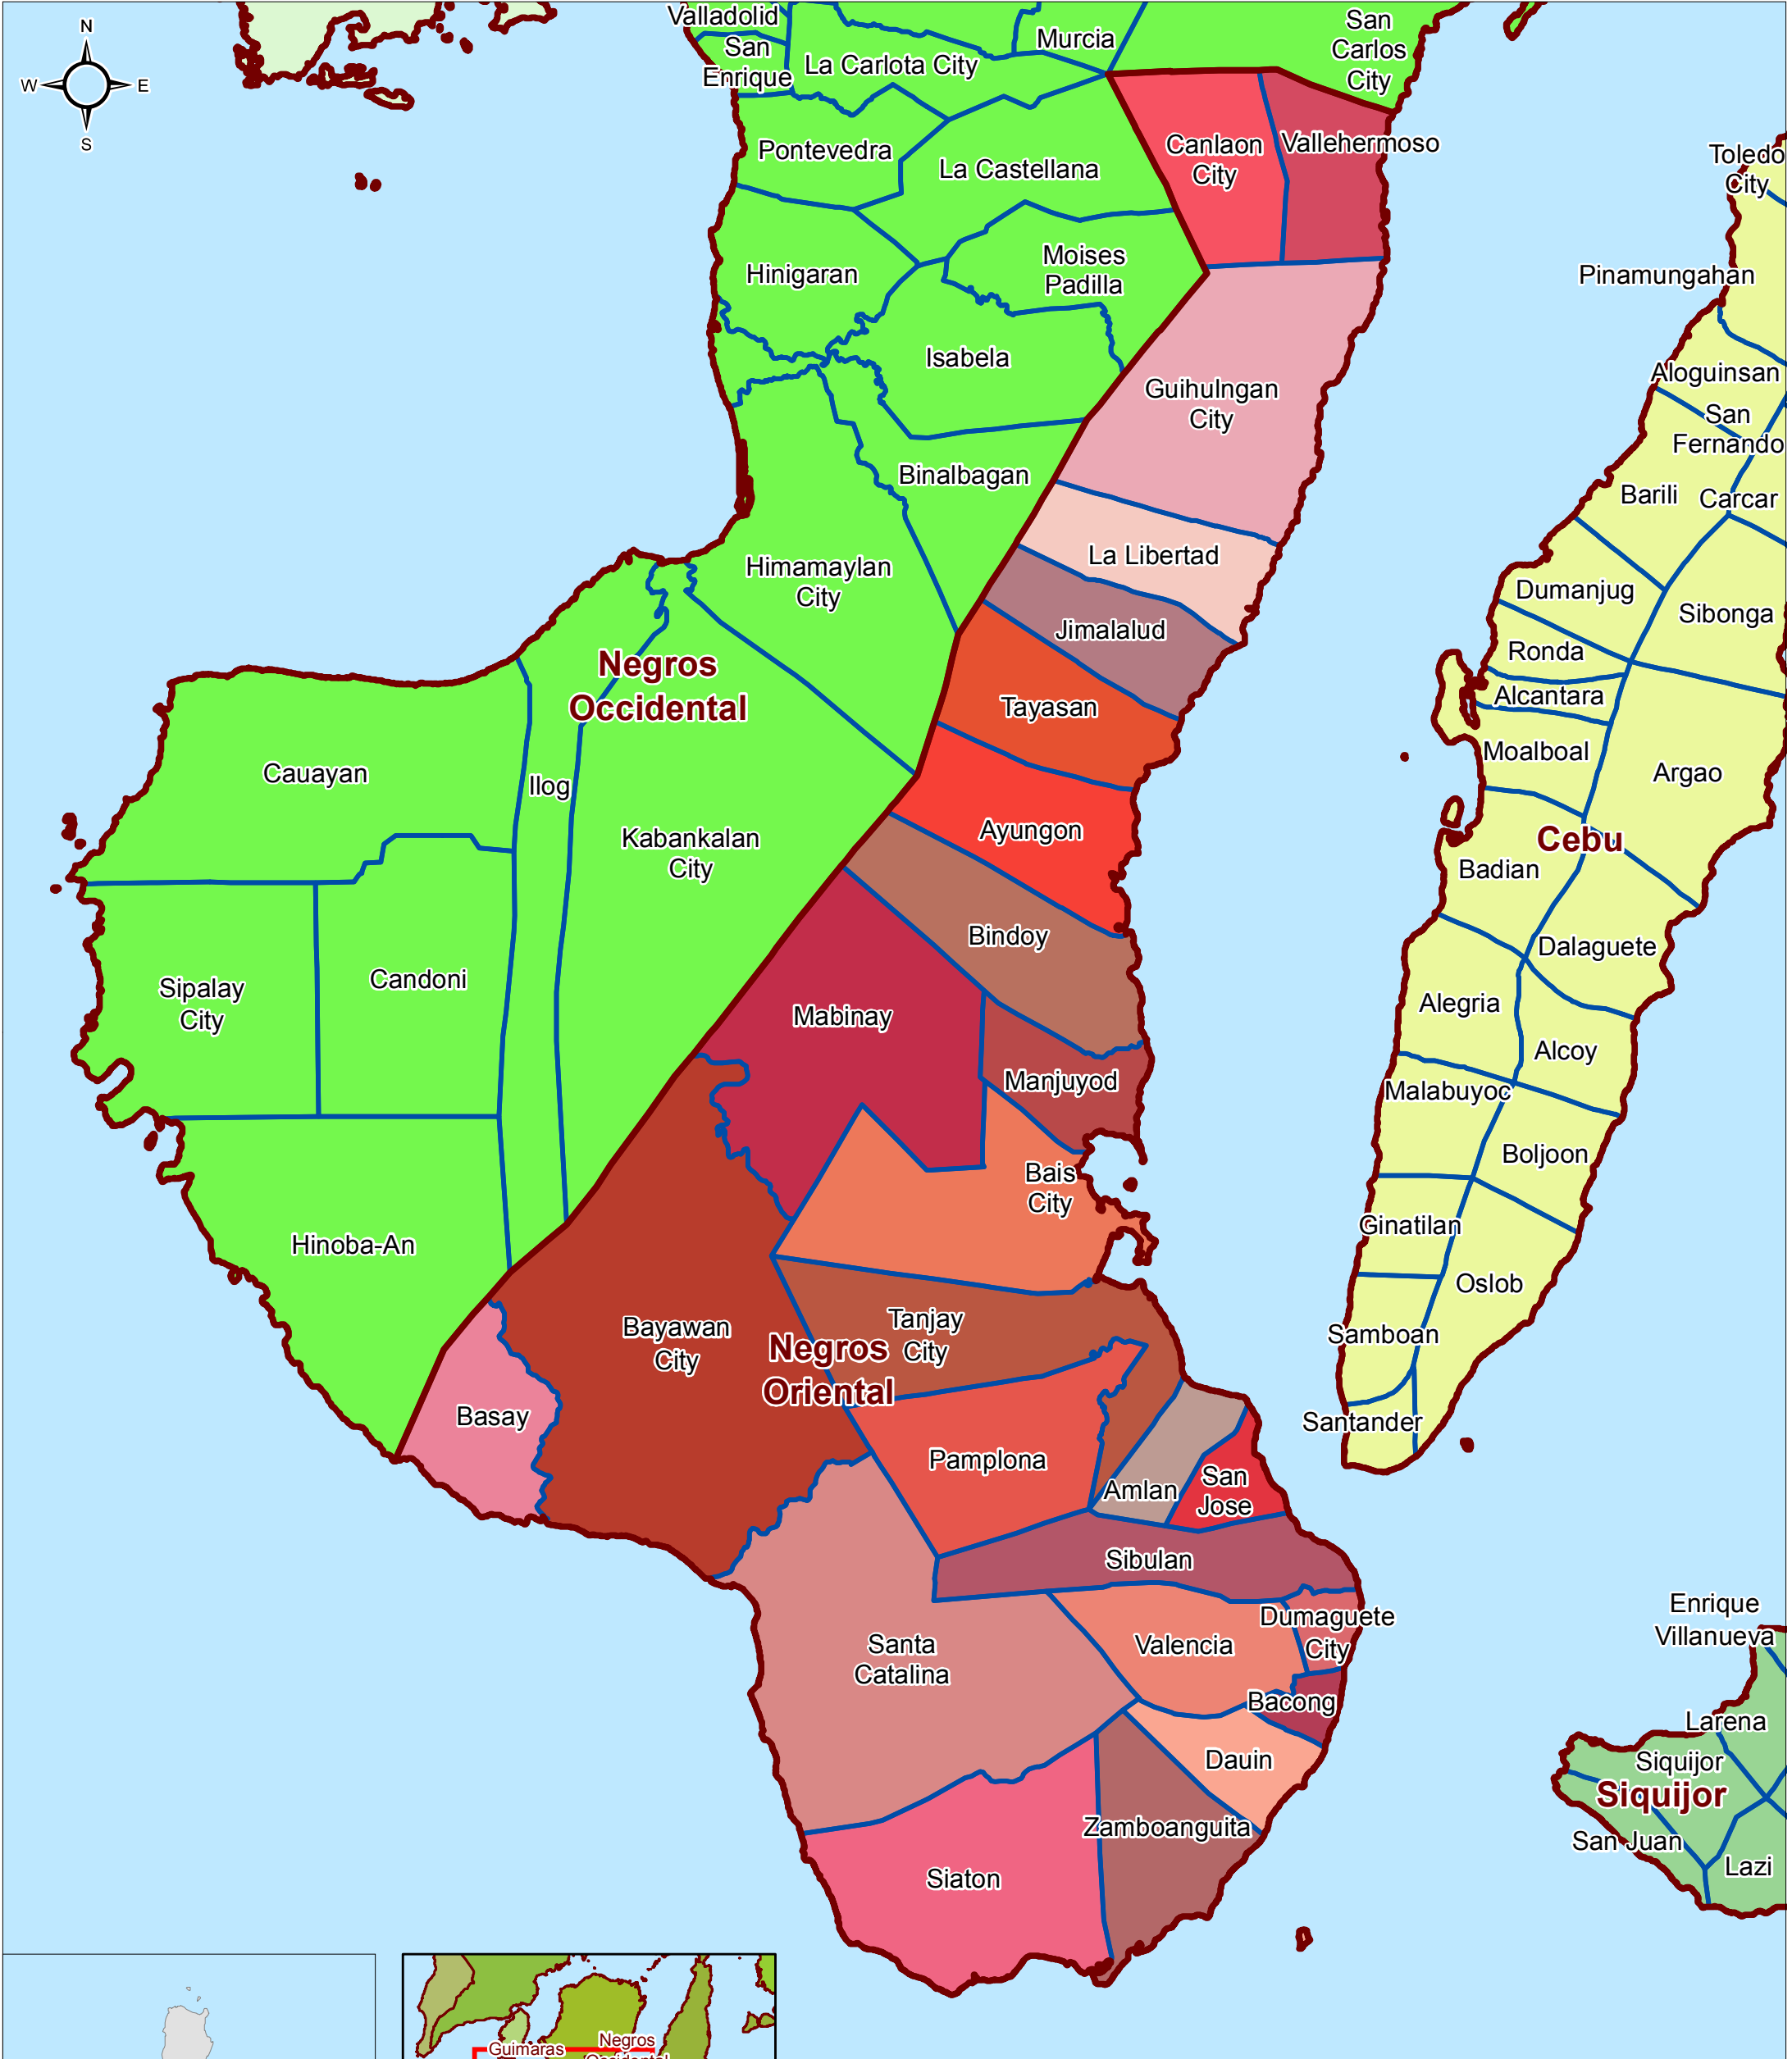 N
W
E
S
Valladolid
San
Enrique
La Carlota City
Murcia
San
Carlos
City
Pontevedra
La Castellana
Canlaon
City
Vallehermoso
Toledo
City
Hinigaran
Moises
Padilla
Pinamungahan
Isabela
Guihulngan
City
Aloguinsan
San
Fernando
Binalbagan
Barili
Carcar
Himamaylan
City
La Libertad
Dumanjug
Sibonga
Jimalalud
Ronda
Negros
Occidental
Tayasan
Alcantara
Moalboal
Cauayan
Ilog
Argao
Kabankalan
City
Ayungon
Cebu
Badian
Bindoy
Dalaguete
Sipalay
City
Candoni
Mabinay
Alegria
Alcoy
Manjuyod
Malabuyoc
Bais
City
Boljoon
Hinoba-An
Ginatilan
Oslob
Bayawan
City
Tanjay
City
Negros
Oriental
Samboan
Basay
Santander
Pamplona
Amlan
San
Jose
Sibulan
Enrique
Villanueva
Santa
Catalina
Valencia
Dumaguete
City
Bacong
Larena
Dauin
Siquijor
Siquijor
Zamboanguita
San Juan
Lazi
Siaton
Guimaras
Negros
Occidental